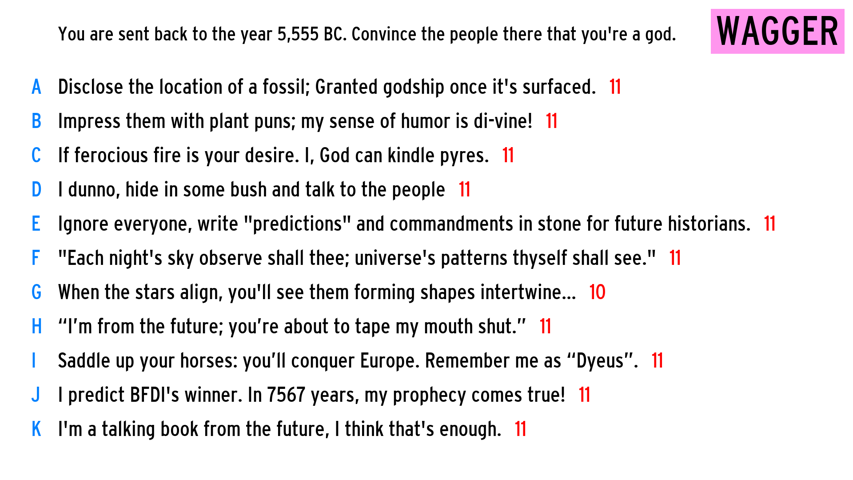 You are sent back to the year 5,555 BC. Convince the people there that you're a god.
WAGGER
A Disclose the location of a fossil; Granted godship once it's surfaced. 11
B Impress them with plant puns; my sense of humor is di-vine! 11
C If ferocious fire is your desire. I, God can kindle pyres. 11
D I dunno, hide in some bush and talk to the people 11
E Ignore everyone, write "predictions" and commandments in stone for future historians. 11
F "Each night's sky observe shall thee; universe's patterns thyself shall see." 11
G When the stars align, you'll see them forming shapes intertwine... 10
H “I’m from the future; you’re about to tape my mouth shut.” 11
I Saddle up your horses: you’ll conquer Europe. Remember me as “Dyeus”. 11
J I predict BFDI's winner. In 7567 years, my prophecy comes true! 11
K I'm a talking book from the future, I think that's enough. 11